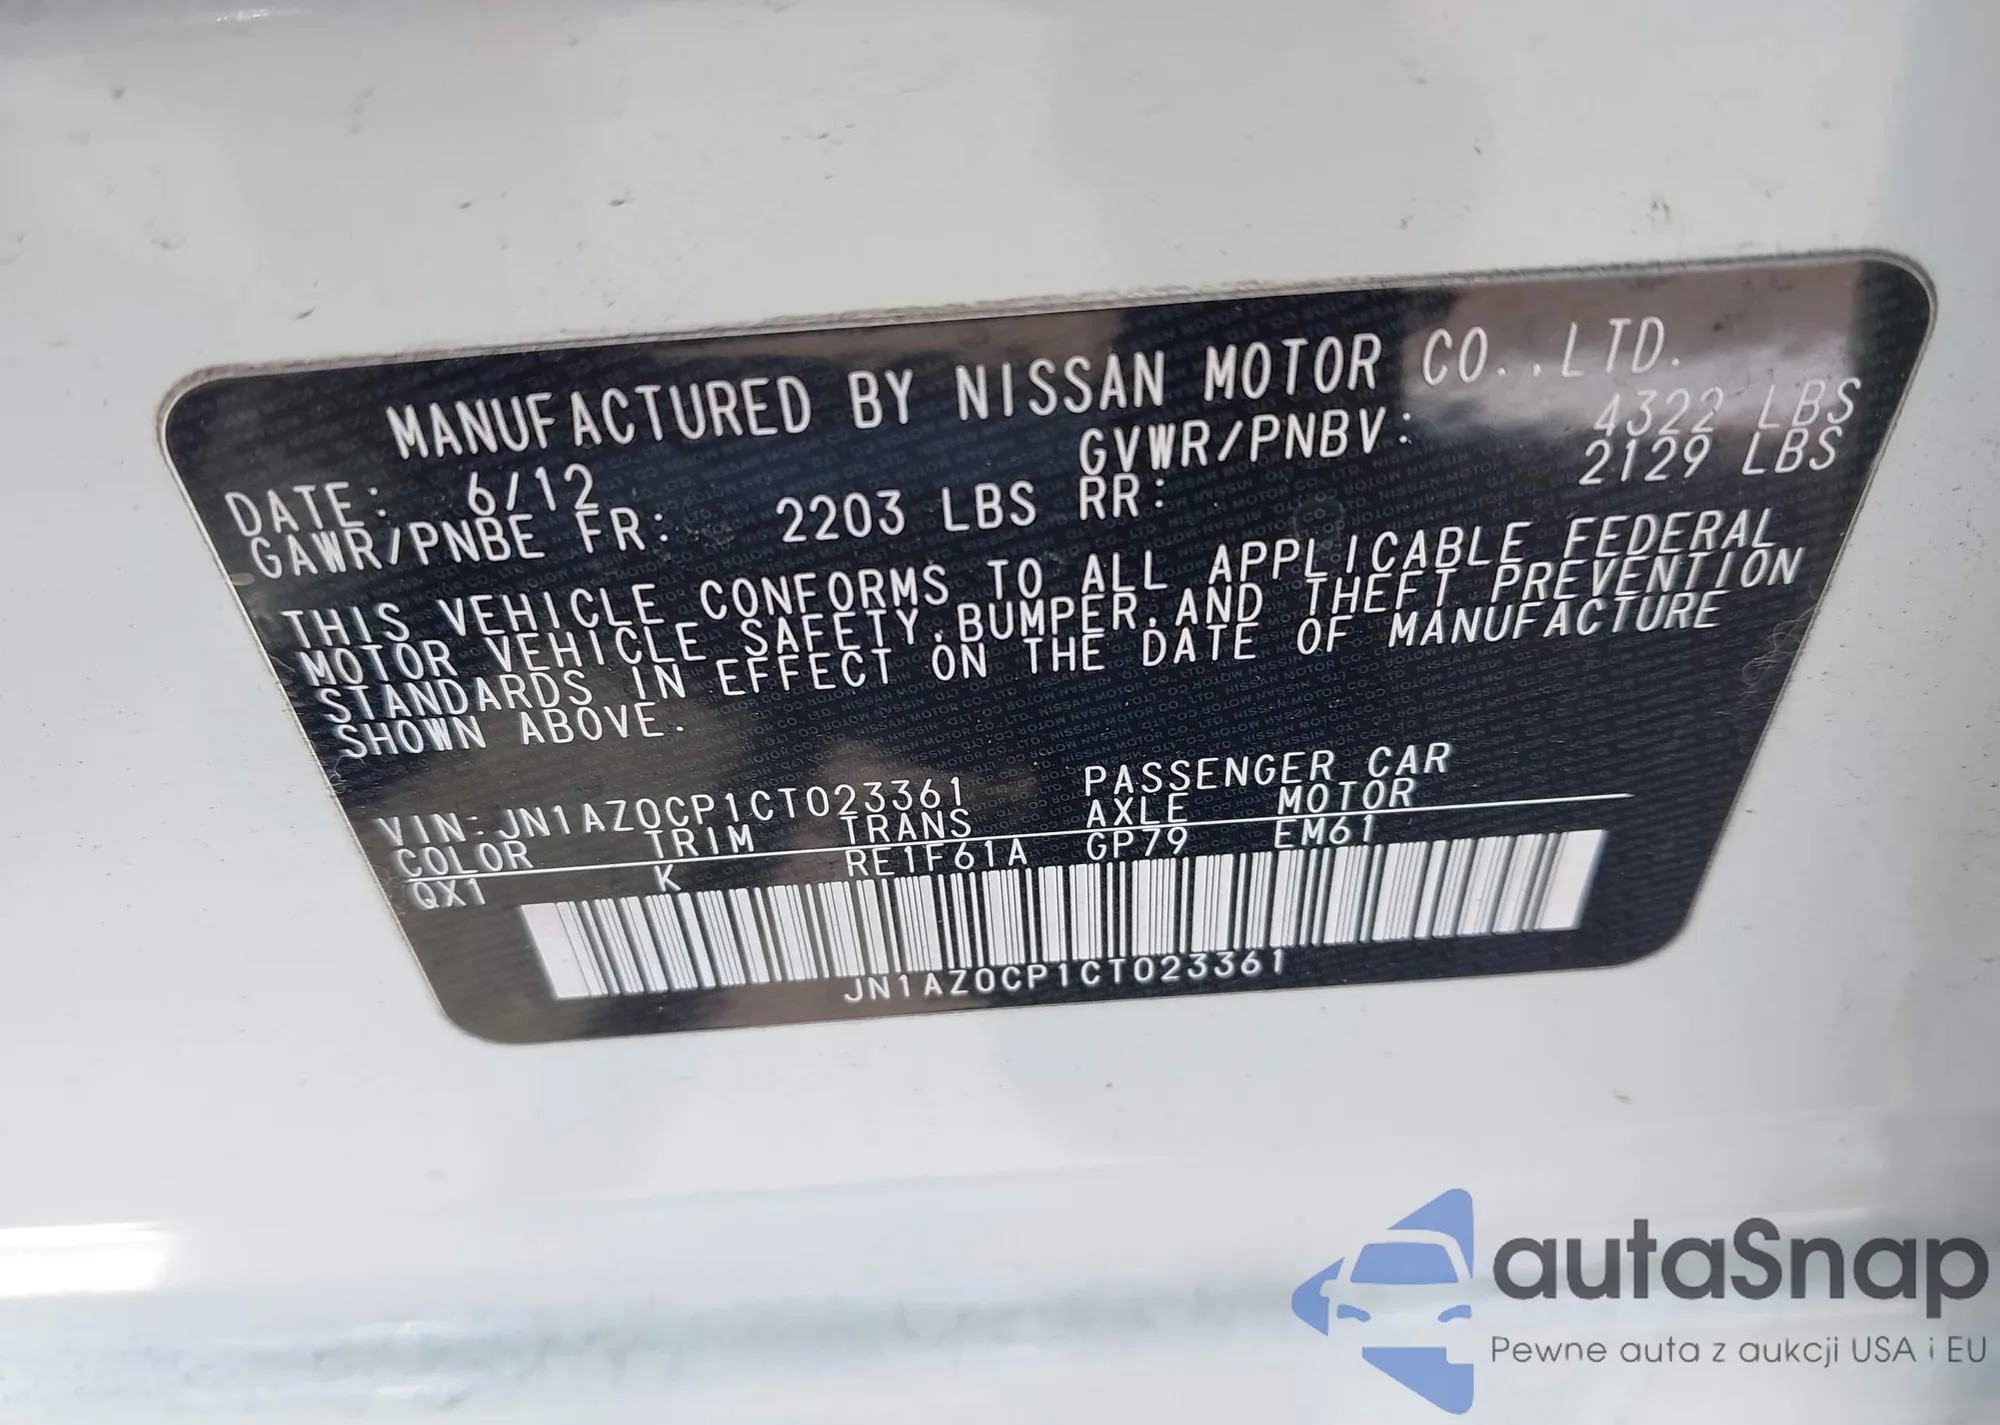 MANUFACTURED BY NISSAN MOTOR CO.,LTD.
DATE: 6/12 GVWR/PNBV: 4322 LBS
GAWR/PNBE FR: 2203 LBS RR: 2129 LBS
THIS VEHICLE CONFORMS TO ALL APPLICABLE FEDERAL
MOTOR VEHICLE SAFETY,BUMPER,AND THEFT PREVENTION
STANDARDS IN EFFECT ON THE DATE OF MANUFACTURE
SHOWN ABOVE.
VIN:JN1AZ0CP1CT023361 PASSENGER CAR
COLOR TRIM TRANS AXLE MOTOR
QX1 K RE1F61A GP79 EM61
JN1AZ0CP1CT023361
autaSnap
Pewne auta z aukcji USA i EU